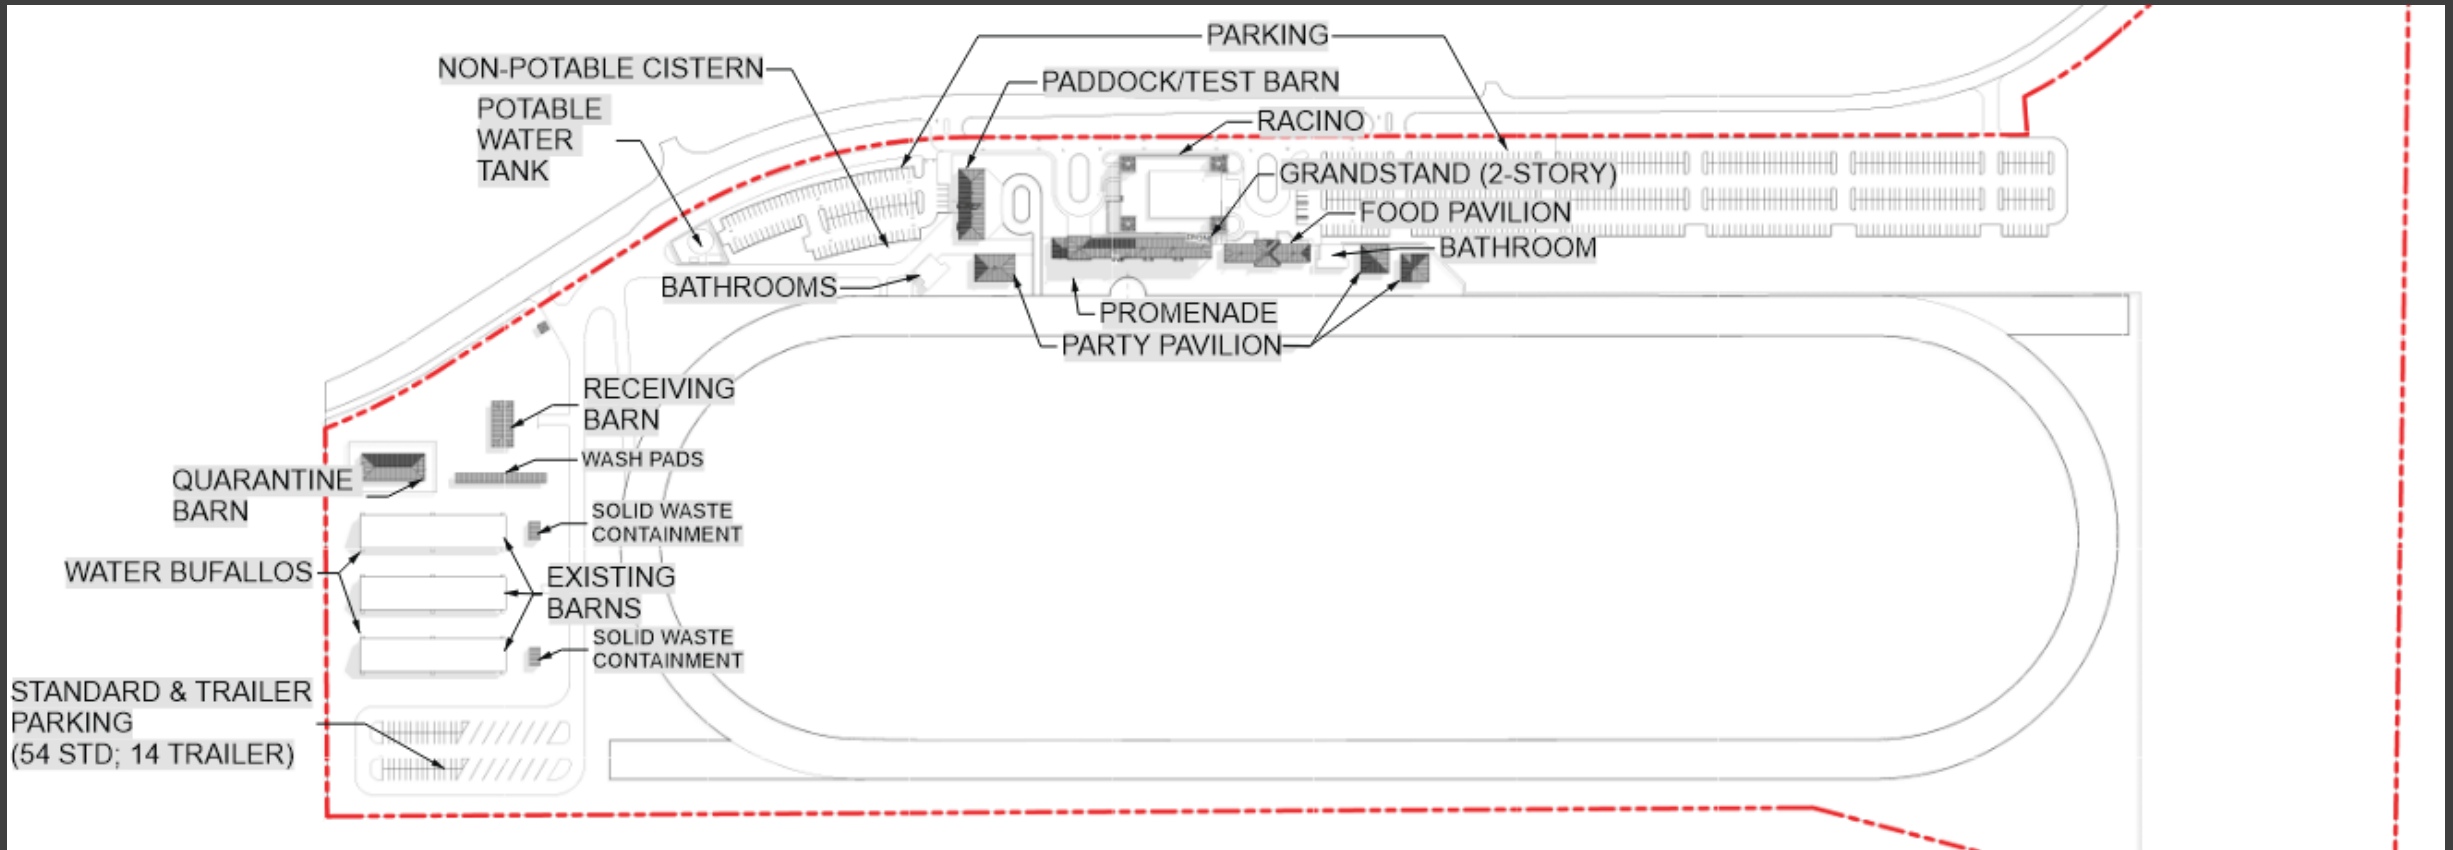 PARKING
NON-POTABLE CISTERN
PADDOCK/TEST BARN
POTABLE
WATER
TANK
RACINO
GRANDSTAND (2-STORY)
FOOD PAVILION
BATHROOM
BATHROOMS
PROMENADE
PARTY PAVILION
RECEIVING
BARN
WASH PADS
QUARANTINE
BARN
SOLID WASTE
CONTAINMENT
WATER BUFALLOS
EXISTING
BARNS
SOLID WASTE
CONTAINMENT
STANDARD & TRAILER
PARKING
(54 STD; 14 TRAILER)